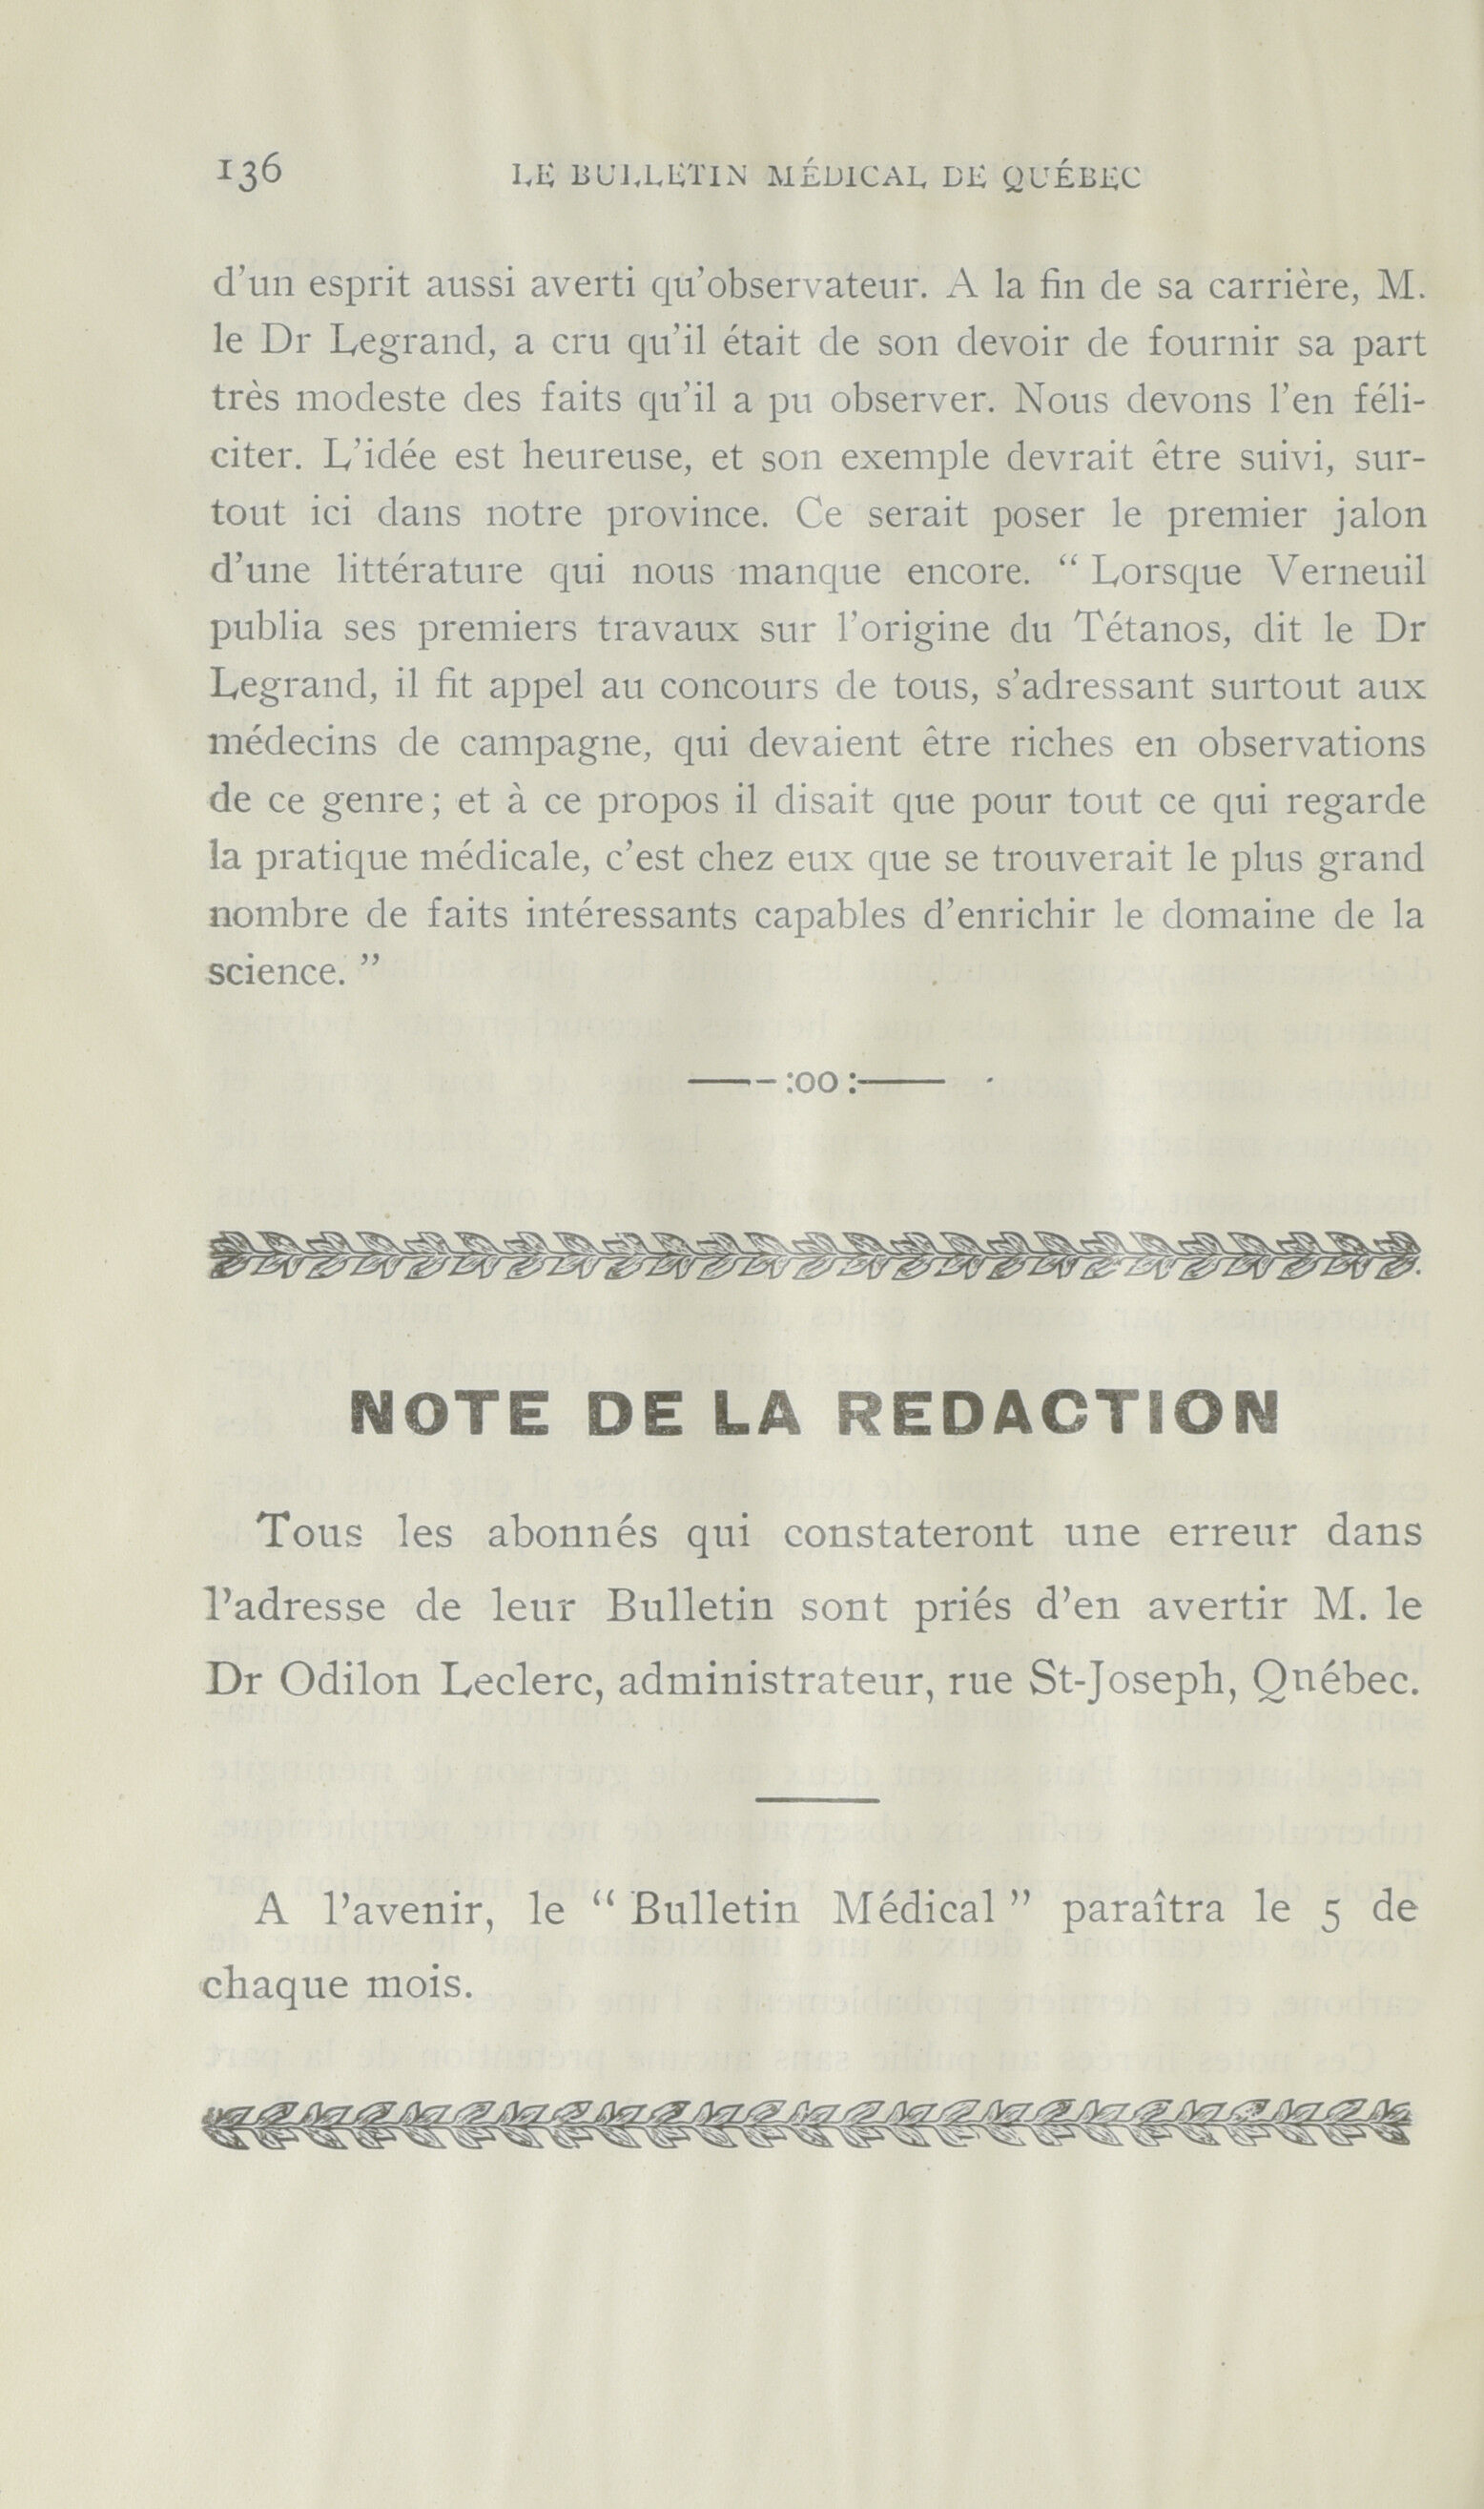 136 LE BULLETIN MÉDICAL DE QUÉBEC
d'un esprit aussi averti qu'observateur. A la fin de sa carrière, M.
le Dr Legrand, a cru qu'il était de son devoir de fournir sa part
très modeste des faits qu'il a pu observer. Nous devons l'en féli-
citer. L'idée est heureuse, et son exemple devrait être suivi, sur-
tout ici dans notre province. Ce serait poser le premier jalon
d'une littérature qui nous manque encore. “ Lorsque Verneuil
publia ses premiers travaux sur l'origine du Tétanos, dit le Dr
Legrand, il fit appel au concours de tous, s'adressant surtout aux
médecins de campagne, qui devaient être riches en observations
de ce genre ; et à ce propos il disait que pour tout ce qui regarde
la pratique médicale, c'est chez eux que se trouverait le plus grand
nombre de faits intéressants capables d'enrichir le domaine de la
science. ”
——- :oo :——
NOTE DE LA REDACTION
Tous les abonnés qui constateront une erreur dans
l'adresse de leur Bulletin sont priés d'en avertir M. le
Dr Odilon Leclerc, administrateur, rue St-Joseph, Québec.
A l'avenir, le “ Bulletin Médical ” paraîtra le 5 de
chaque mois.